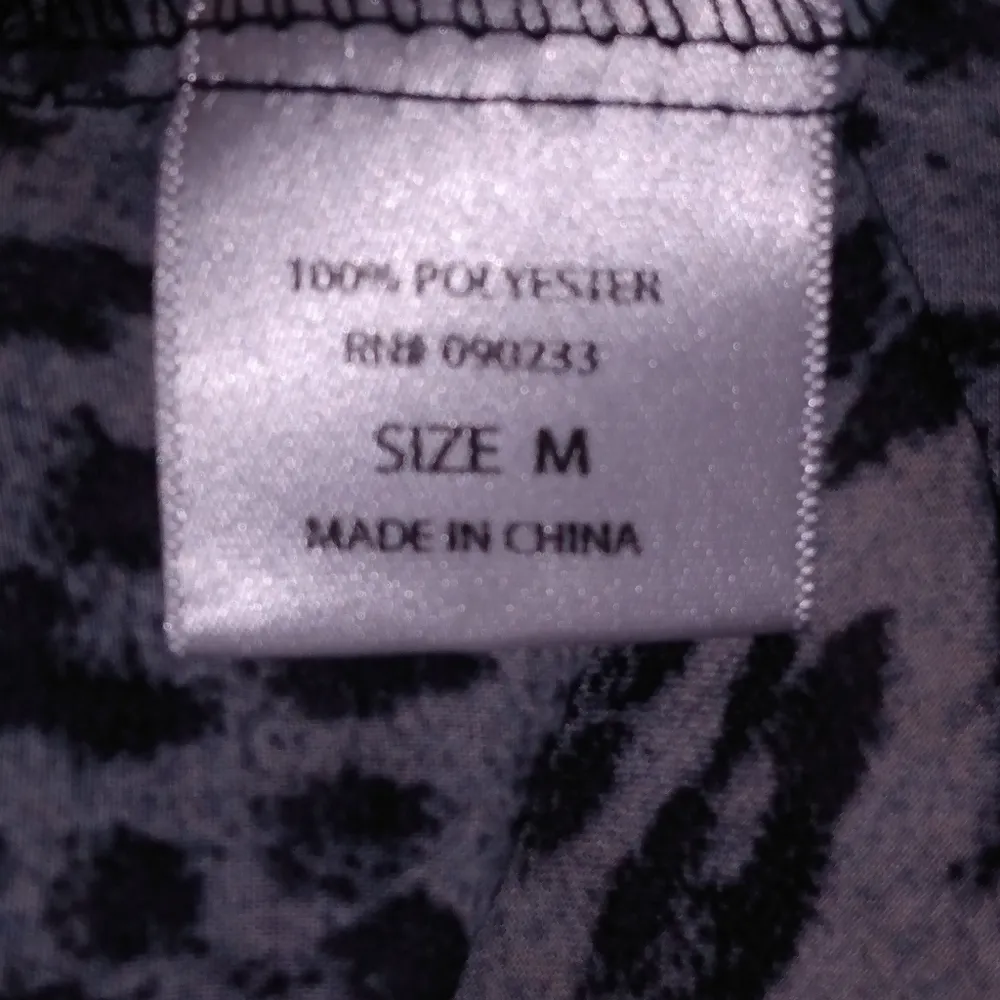 100% POLYESTER
RN# 090233
SIZE M
MADE IN CHINA